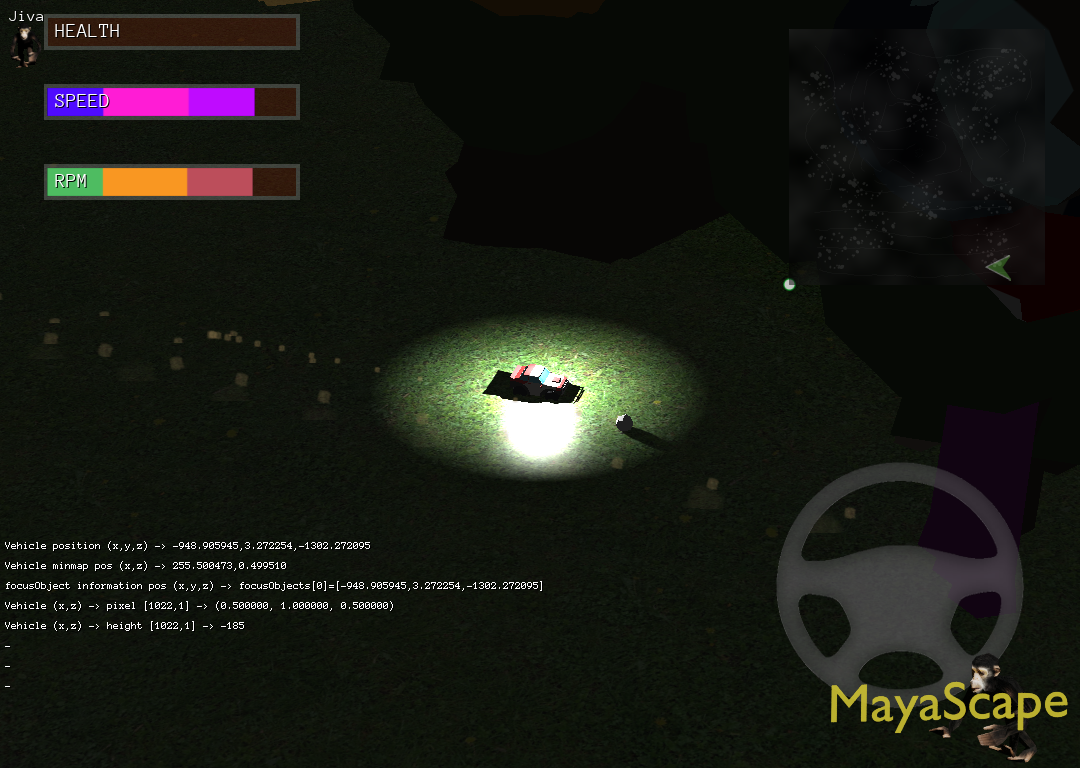 Jiva
HEALTH
SPEED
RPM
Vehicle position (x,y,z) -> -948.905945,3.272254,-1302.272095
Vehicle minmap pos (x,z) -> 255.500473,0.499510
focusObject information pos (x,y,z) -> focusObjects[0]=[-948.905945,3.272254,-1302.272095]
Vehicle (x,z) -> pixel [1022,1] -> (0.500000, 1.000000, 0.500000)
Vehicle (x,z) -> height [1022,1] -> -185
-
-
-
MayaScape